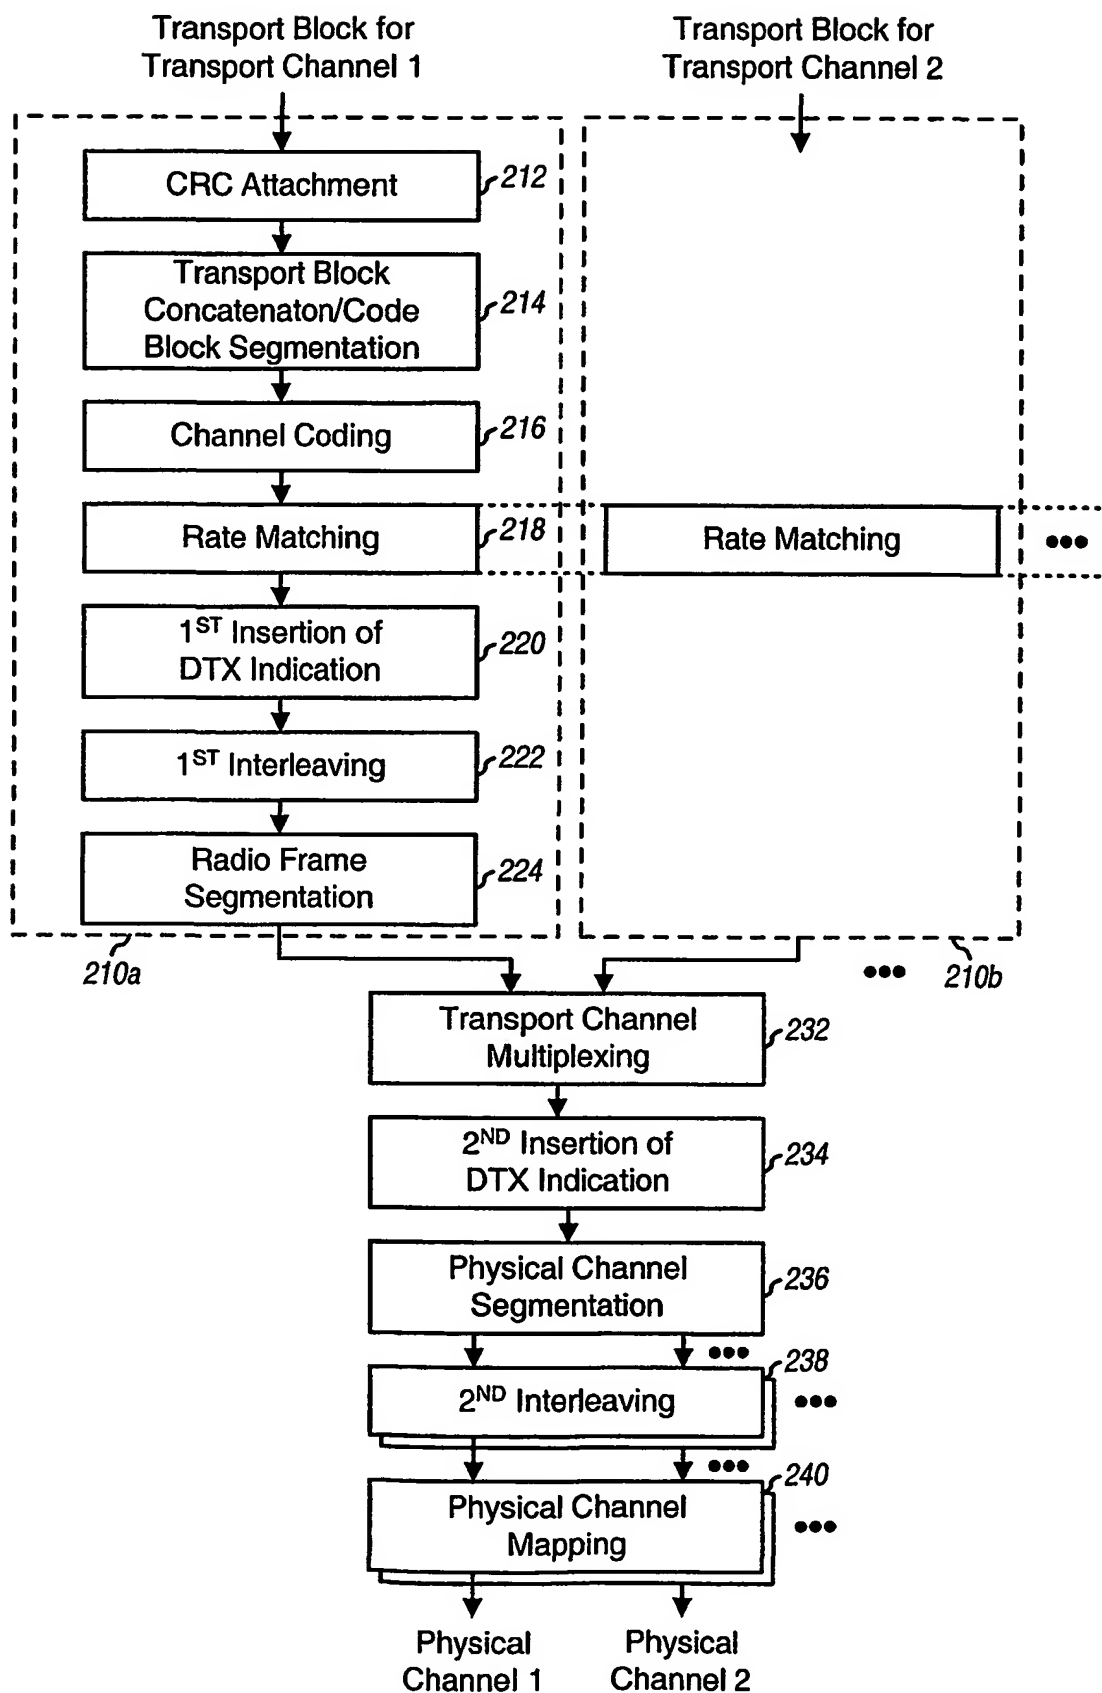 Transport Block for
Transport Channel 1
Transport Block for
Transport Channel 2
CRC Attachment
212
Transport Block
Concatenaton/Code
Block Segmentation
214
Channel Coding
216
Rate Matching
218
Rate Matching
1ST Insertion of
DTX Indication
220
1ST Interleaving
222
Radio Frame
Segmentation
224
210a
210b
Transport Channel
Multiplexing
232
2ND Insertion of
DTX Indication
234
Physical Channel
Segmentation
236
2ND Interleaving
238
Physical Channel
Mapping
240
Physical
Channel 1
Physical
Channel 2